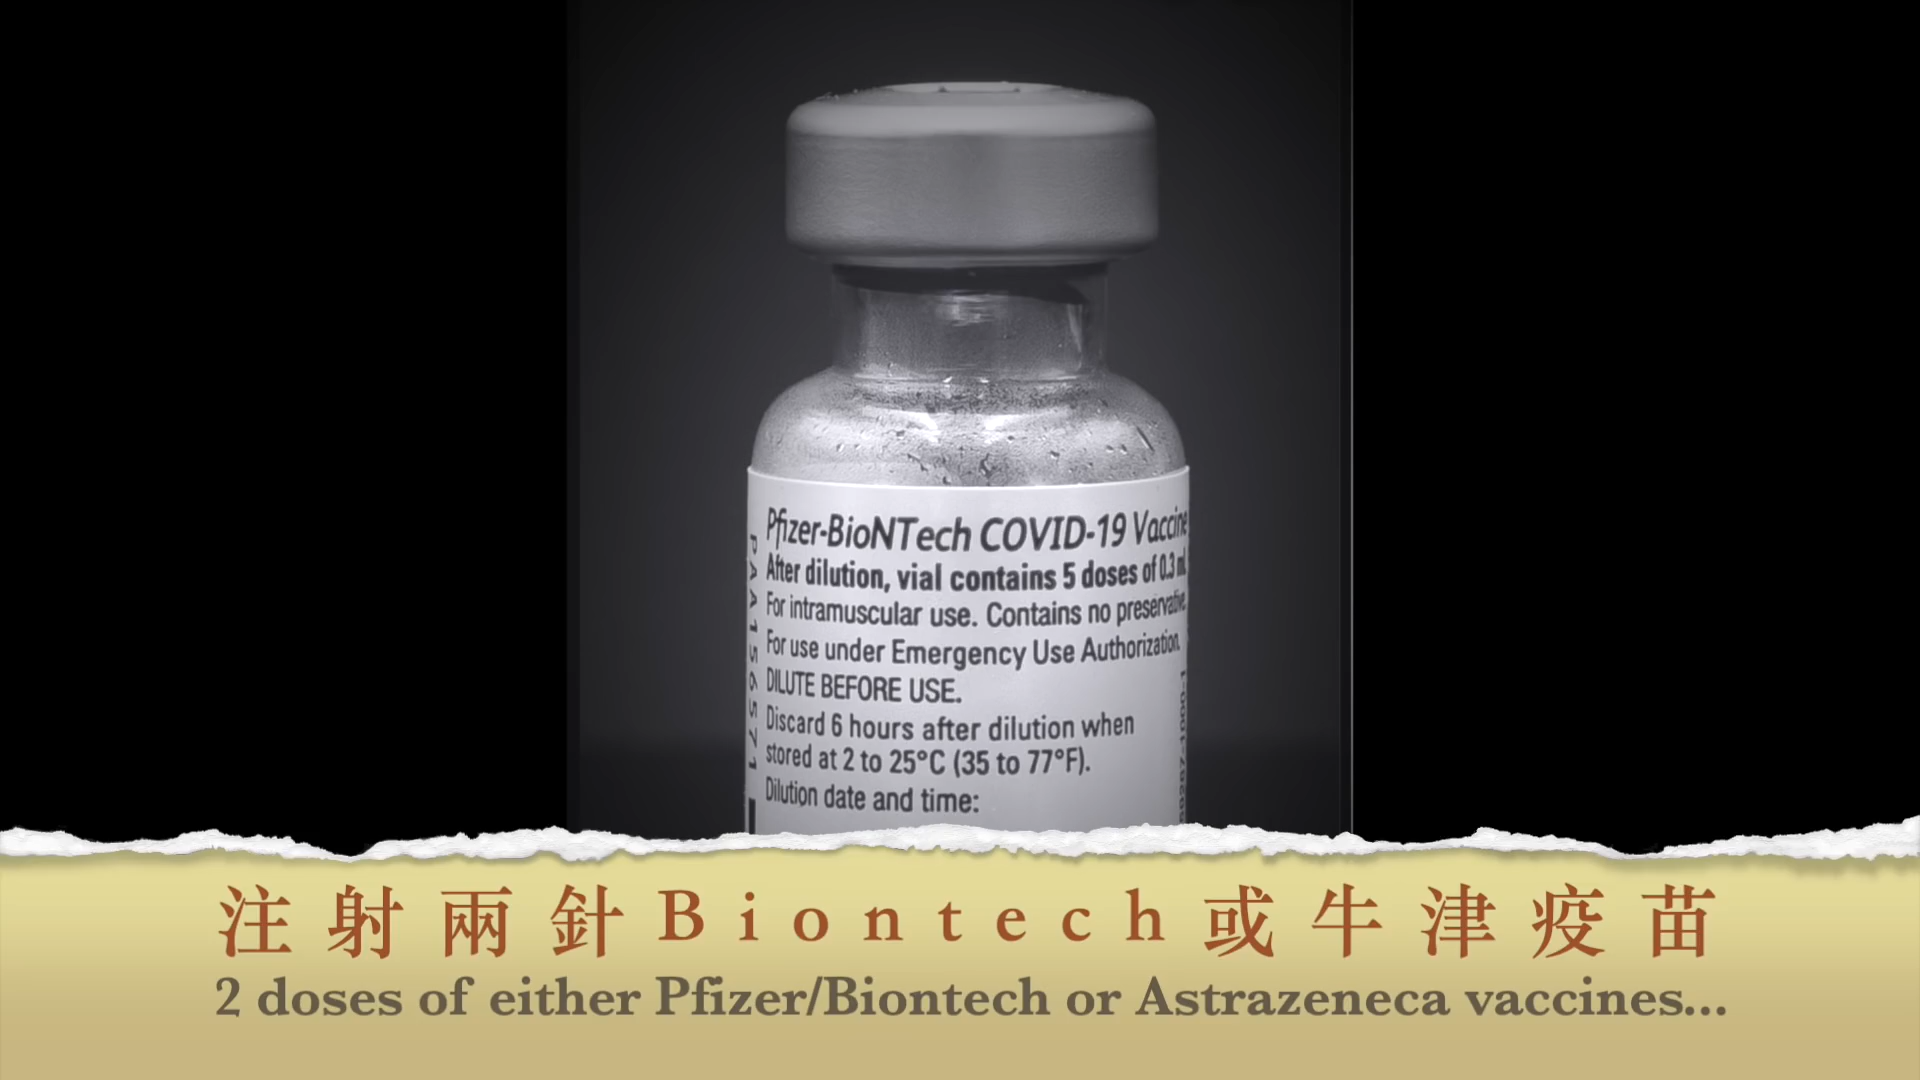 Pfizer-BioNTech COVID-19 Vaccine
After dilution, vial contains 5 doses of 0.3 mL
For intramuscular use. Contains no preservative.
For use under Emergency Use Authorization.
DILUTE BEFORE USE.
Discard 6 hours after dilution when
stored at 2 to 25°C (35 to 77°F).
Dilution date and time:
PAA156571
注射兩針Biontech或牛津疫苗
2 doses of either Pfizer/Biontech or Astrazeneca vaccines...